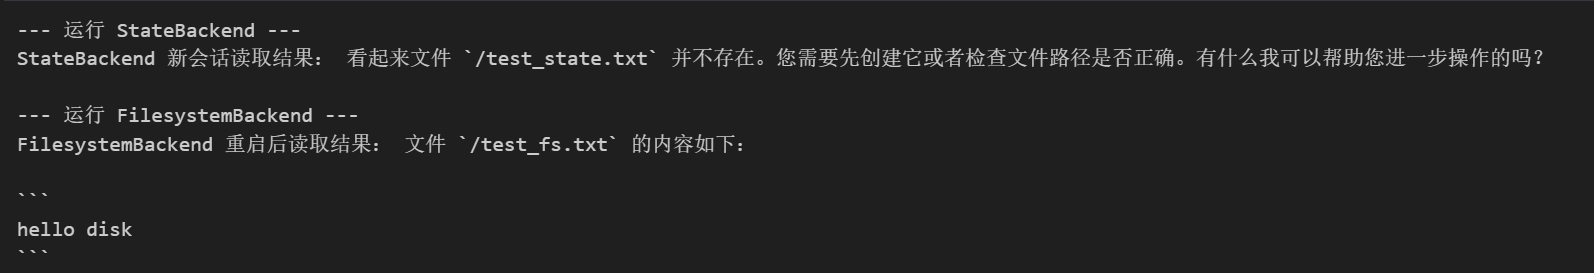 --- 运行 StateBackend ---
StateBackend 新会话读取结果： 看起来文件 `/test_state.txt` 并不存在。您需要先创建它或者检查文件路径是否正确。有什么我可以帮助您进一步操作的吗？
--- 运行 FilesystemBackend ---
FilesystemBackend 重启后读取结果： 文件 `/test_fs.txt` 的内容如下：
```
hello disk
```